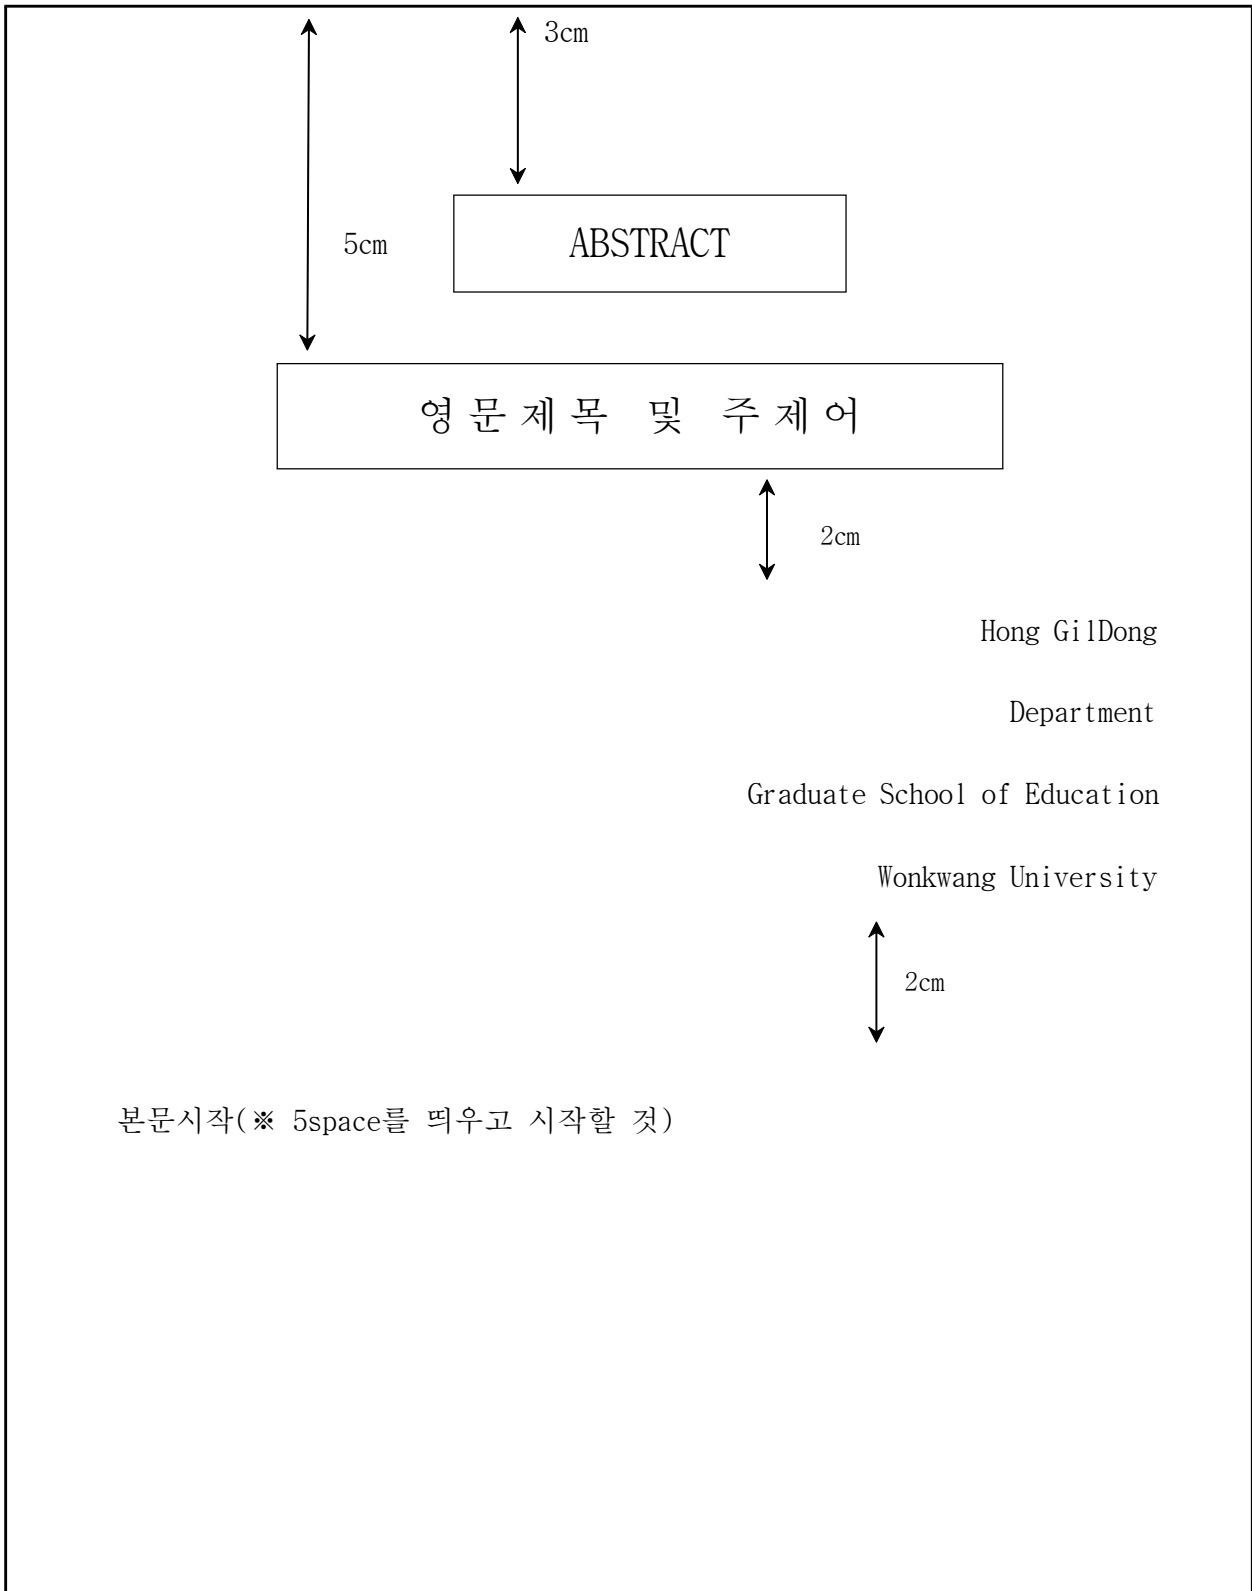 3cm
5cm
ABSTRACT
영문제목 및 주제어
2cm
Hong GilDong
Department
Graduate School of Education
Wonkwang University
2cm
본문시작(※ 5space를 띄우고 시작할 것)